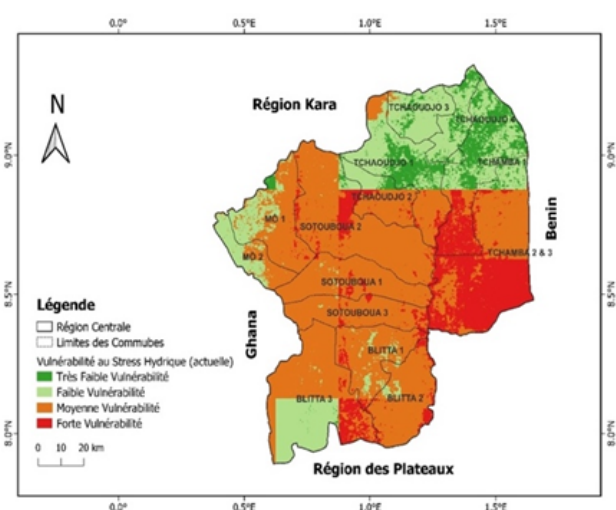 0.0° 0.5°E 1.0°E 1.5°E
N
Région Kara
TCHAOUDJO 3
TCHAOUDJO 4
9.0°N 9.0°N
TCHAOUDJO 1 TCHAMBA 1
TCHAOUDJO 2
MÔ 1
SOTOUBOUA 2
Benin
MÔ 2
TCHAMBA 2 & 3
SOTOUBOUA 1
8.5°N 8.5°N
SOTOUBOUA 3
Ghana
BLITTA 1
BLITTA 3 BLITTA 2
Légende
Région Centrale
Limites des Commubes
Vulnérabilité au Stress Hydrique (actuelle)
Très Faible Vulnérabilité
Faible Vulnérabilité
Moyenne Vulnérabilité
Forte Vulnérabilité
0 10 20 km
8.0°N 8.0°N
Région des Plateaux
0.0° 0.5°E 1.0°E 1.5°E